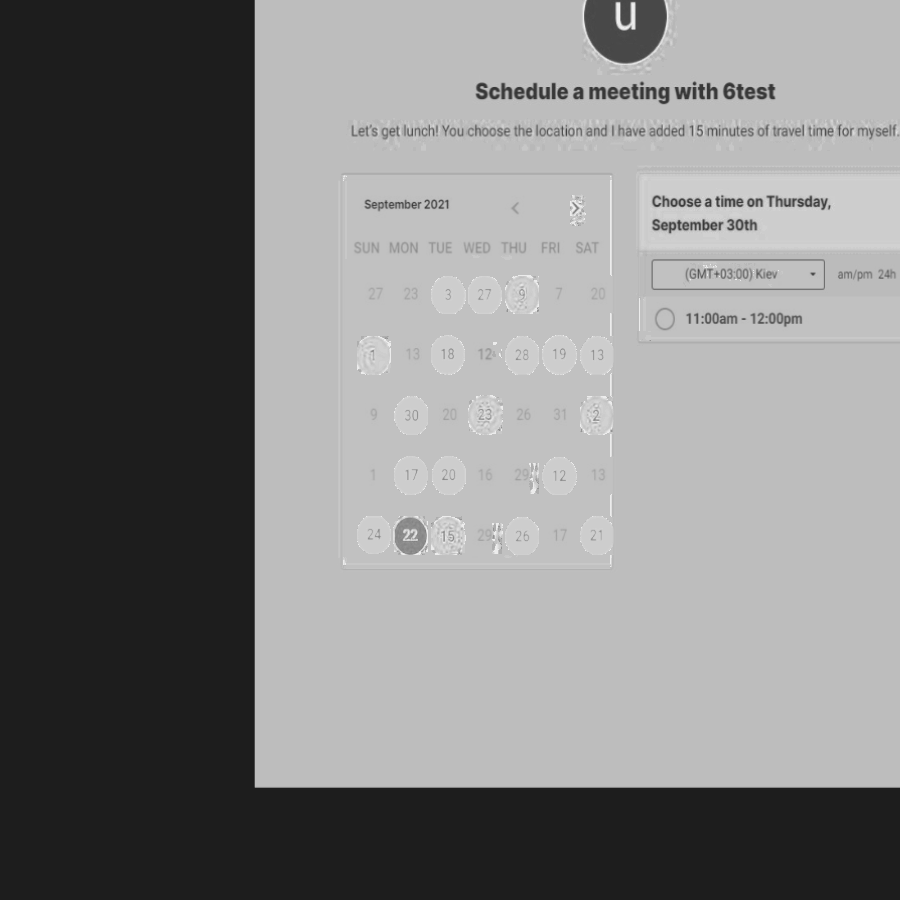 u
Schedule a meeting with 6test
Let's get lunch! You choose the location and I have added 15 minutes of travel time for myself.
September 2021
SUN MON TUE WED THU FRI SAT
27 23 3 27 9 7 20
1 13 18 12 28 19 13
9 30 20 23 26 31 2
1 17 20 16 29 12 13
24 22 15 29 26 17 21
Choose a time on Thursday,
September 30th
(GMT+03:00) Kiev am/pm 24h
11:00am - 12:00pm